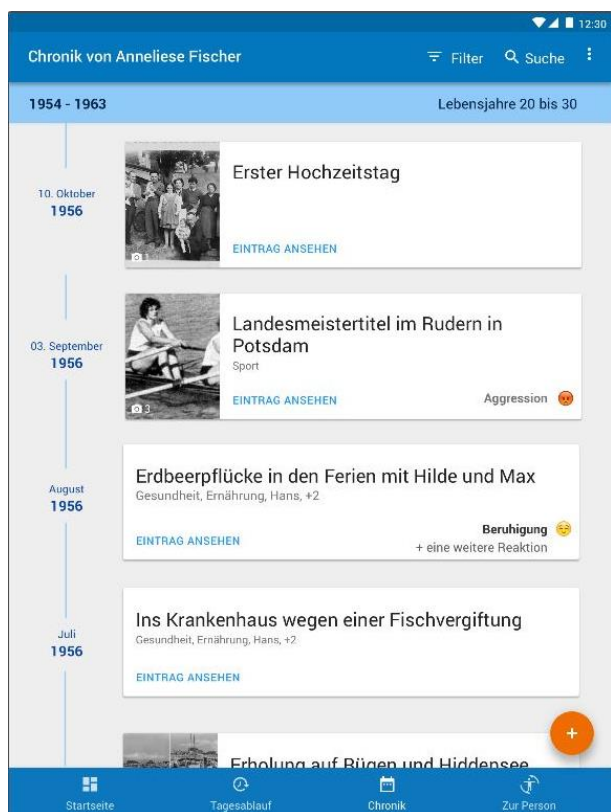 12:30
Chronik von Anneliese Fischer
Filter
Suche
1954 - 1963
Lebensjahre 20 bis 30
10. Oktober
1956
Erster Hochzeitstag
1
EINTRAG ANSEHEN
03. September
1956
Landesmeistertitel im Rudern in
Potsdam
Sport
3
EINTRAG ANSEHEN
Aggression
August
1956
Erdbeerpflücke in den Ferien mit Hilde und Max
Gesundheit, Ernährung, Hans, +2
EINTRAG ANSEHEN
Beruhigung
+ eine weitere Reaktion
Juli
1956
Ins Krankenhaus wegen einer Fischvergiftung
Gesundheit, Ernährung, Hans, +2
EINTRAG ANSEHEN
Erholung auf Rügen und Hiddensee
+
Startseite
Tagesablauf
Chronik
Zur Person